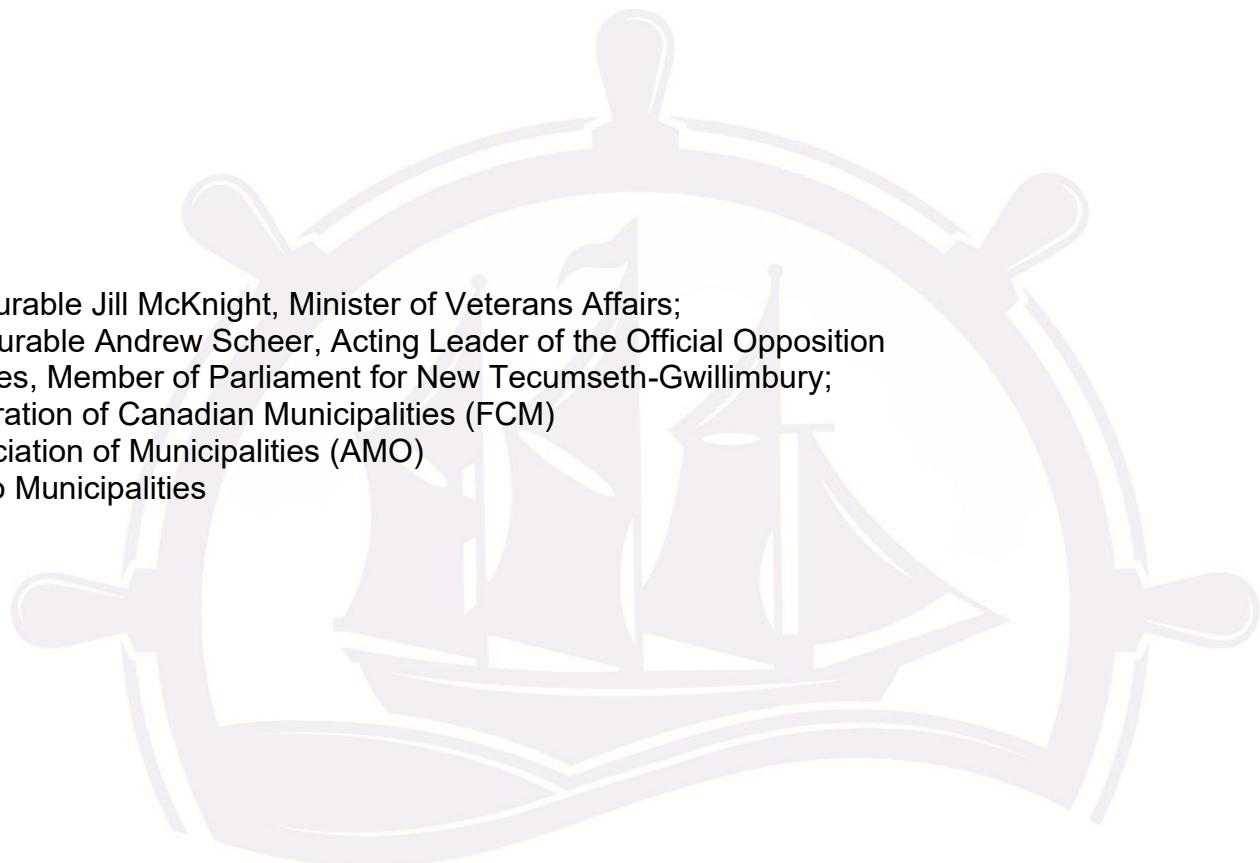 urable Jill McKnight, Minister of Veterans Affairs;
urable Andrew Scheer, Acting Leader of the Official Opposition
es, Member of Parliament for New Tecumseth-Gwillimbury;
ration of Canadian Municipalities (FCM)
ciation of Municipalities (AMO)
o Municipalities